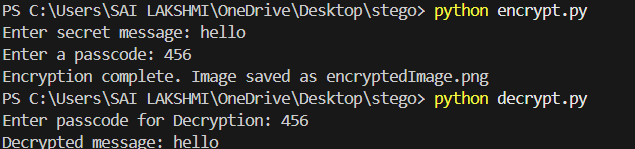 PS C:\Users\SAI LAKSHMI\OneDrive\Desktop\stego> python encrypt.py
Enter secret message: hello
Enter a passcode: 456
Encryption complete. Image saved as encryptedImage.png
PS C:\Users\SAI LAKSHMI\OneDrive\Desktop\stego> python decrypt.py
Enter passcode for Decryption: 456
Decrypted message: hello